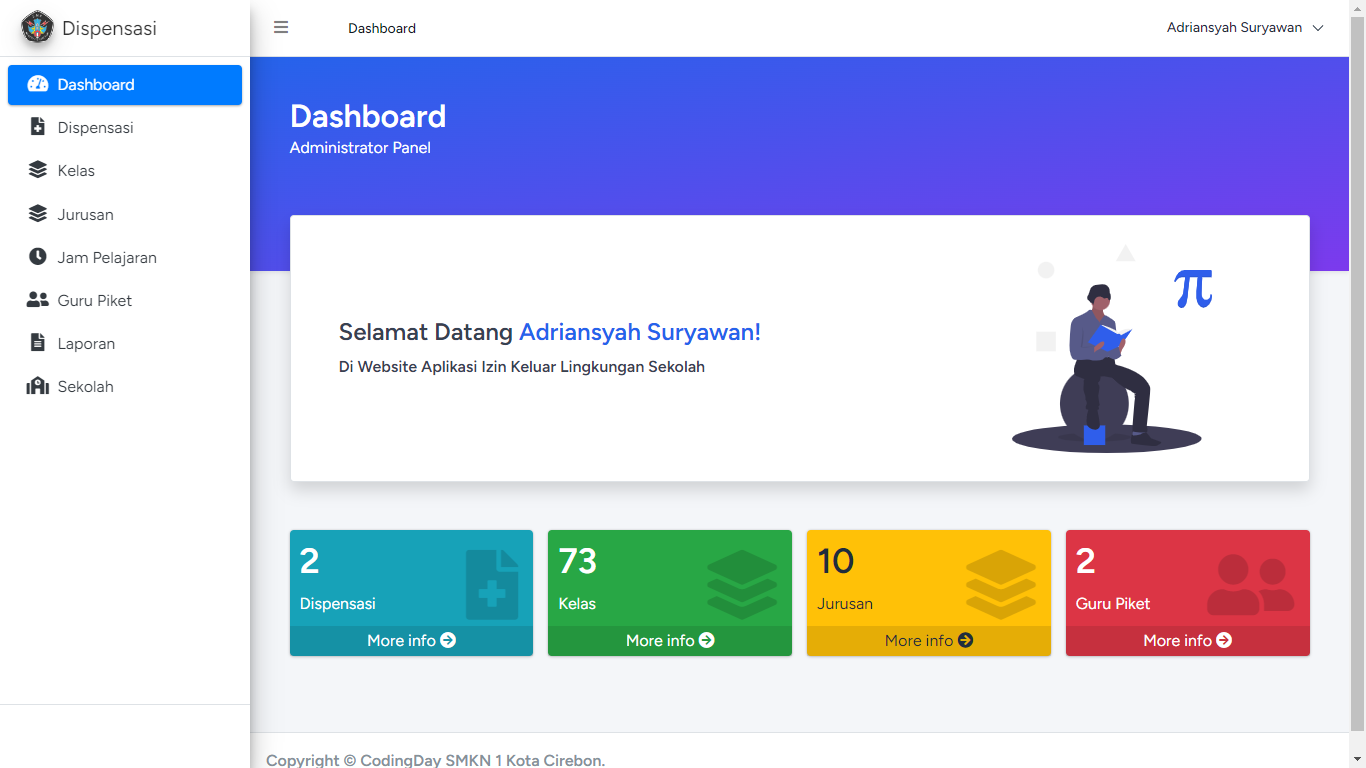 Dispensasi
Dashboard
Dispensasi
Kelas
Jurusan
Jam Pelajaran
Guru Piket
Laporan
Sekolah
Dashboard
Adriansyah Suryawan
Dashboard
Administrator Panel
Selamat Datang Adriansyah Suryawan!
Di Website Aplikasi Izin Keluar Lingkungan Sekolah
π
2
Dispensasi
More info
73
Kelas
More info
10
Jurusan
More info
2
Guru Piket
More info
Copyright © CodingDay SMKN 1 Kota Cirebon.